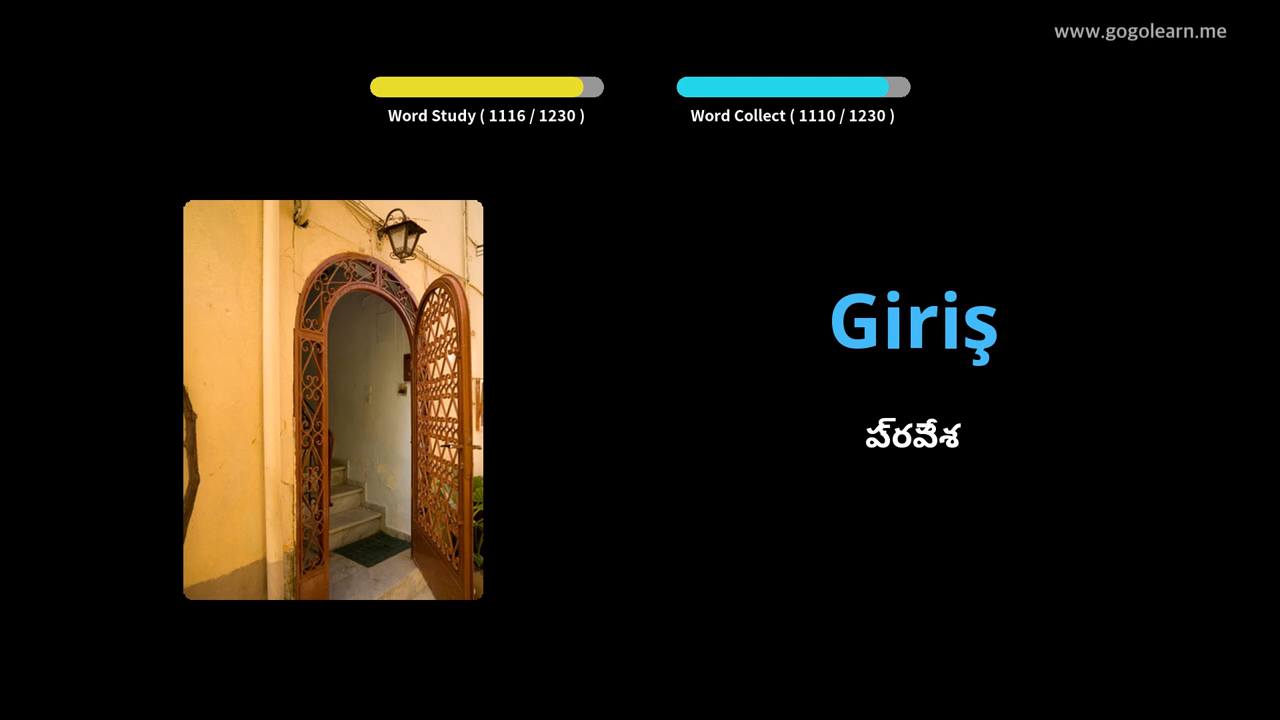 www.gogolearn.me
Word Study ( 1116 / 1230 )
Word Collect ( 1110 / 1230 )
Giriş
ప్రవేశ